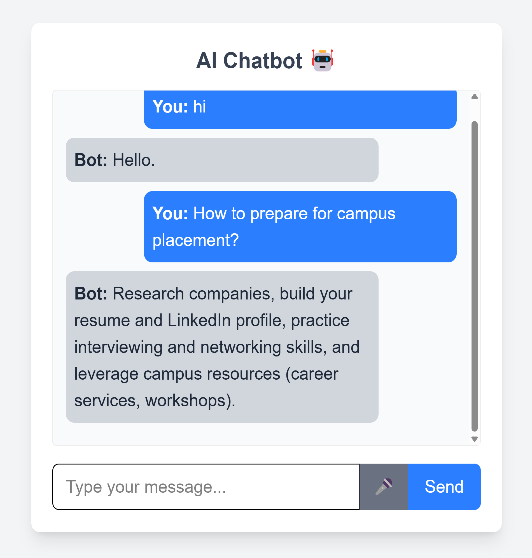 AI Chatbot 🤖
You: hi
Bot: Hello.
You: How to prepare for campus
placement?
Bot: Research companies, build your
resume and LinkedIn profile, practice
interviewing and networking skills, and
leverage campus resources (career
services, workshops).
Type your message...
Send